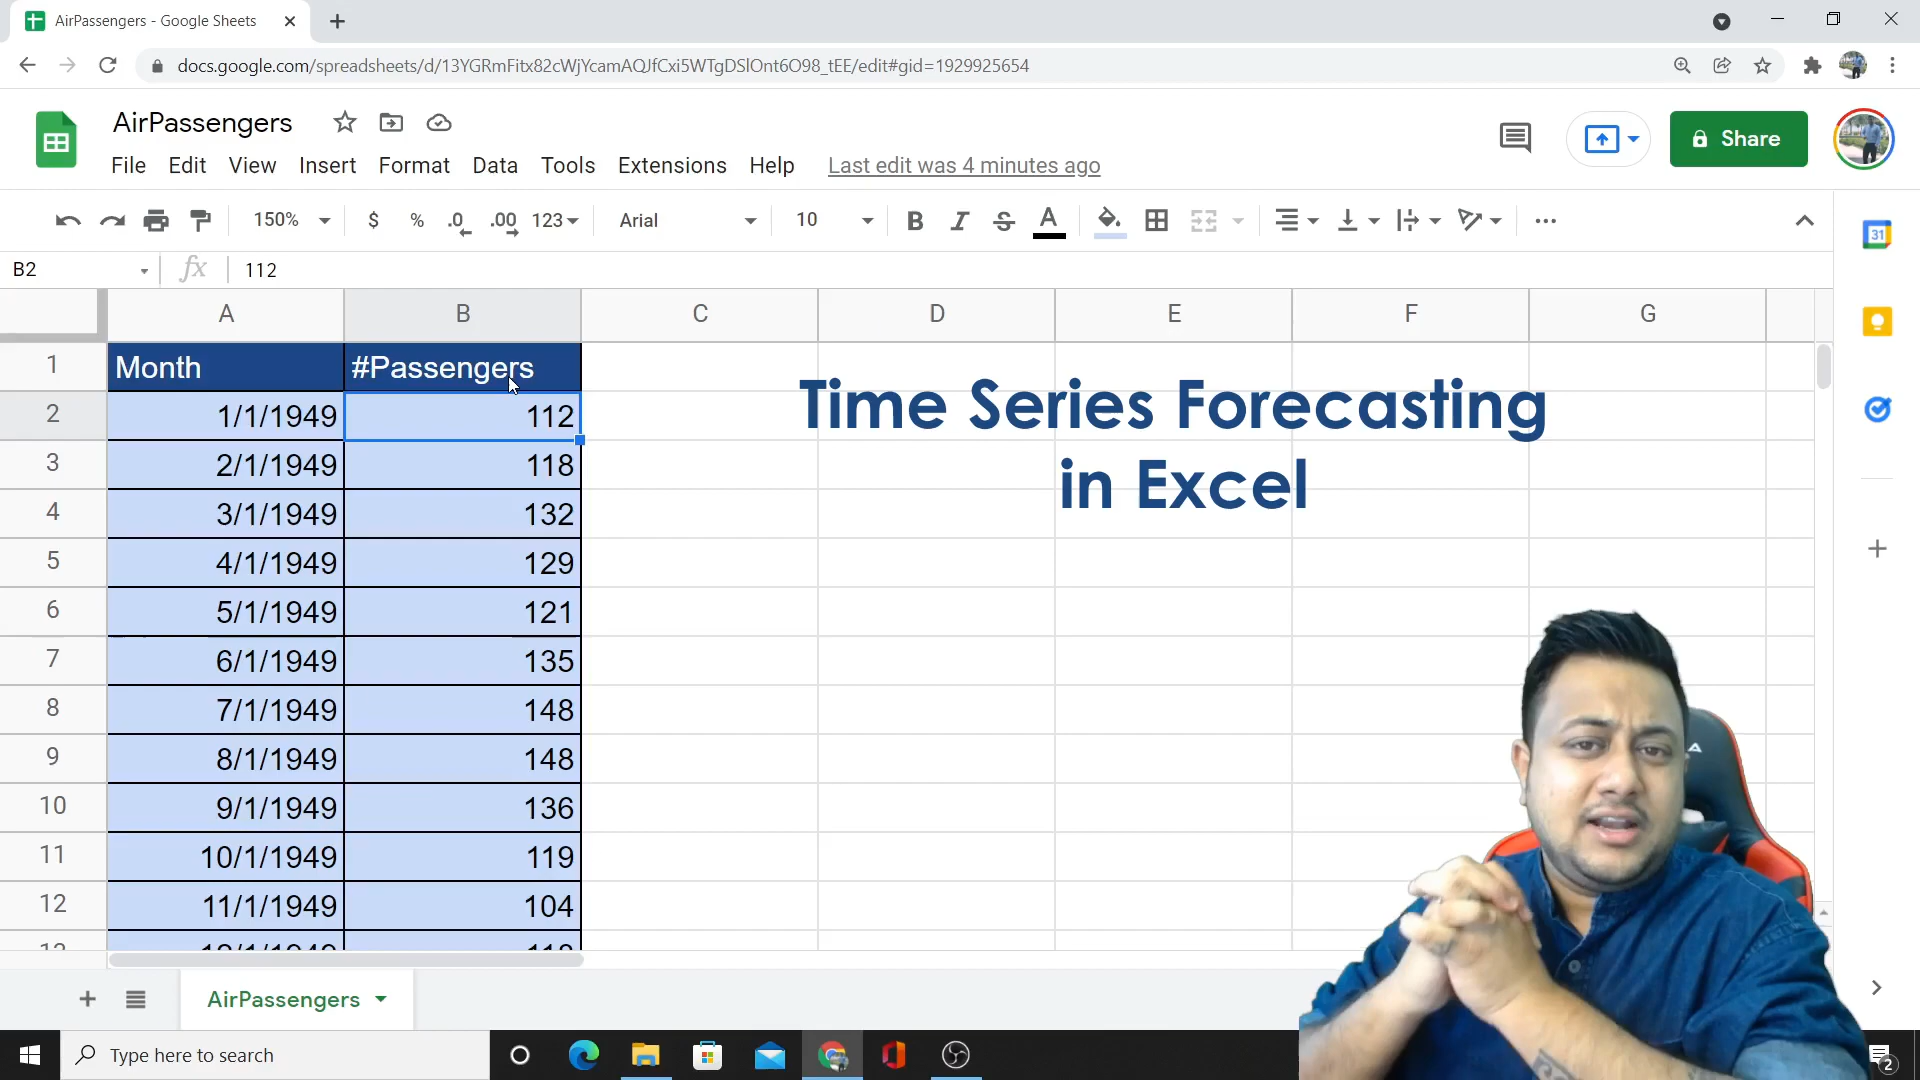 AirPassengers - Google Sheets
docs.google.com/spreadsheets/d/13YGRmFitx82cWjYcamAQJfCxi5WTgDSlOnt6O98_tEE/edit#gid=1929925654
AirPassengers
File Edit View Insert Format Data Tools Extensions Help Last edit was 4 minutes ago
Share
150% $ % .0 .00 123 Arial 10 B I S A
31
B2 fx 112
A B C D E F G
1 Month #Passengers
2 1/1/1949 112
3 2/1/1949 118
4 3/1/1949 132
5 4/1/1949 129
6 5/1/1949 121
7 6/1/1949 135
8 7/1/1949 148
9 8/1/1949 148
10 9/1/1949 136
11 10/1/1949 119
12 11/1/1949 104
Time Series Forecasting
in Excel
AirPassengers
Type here to search
2